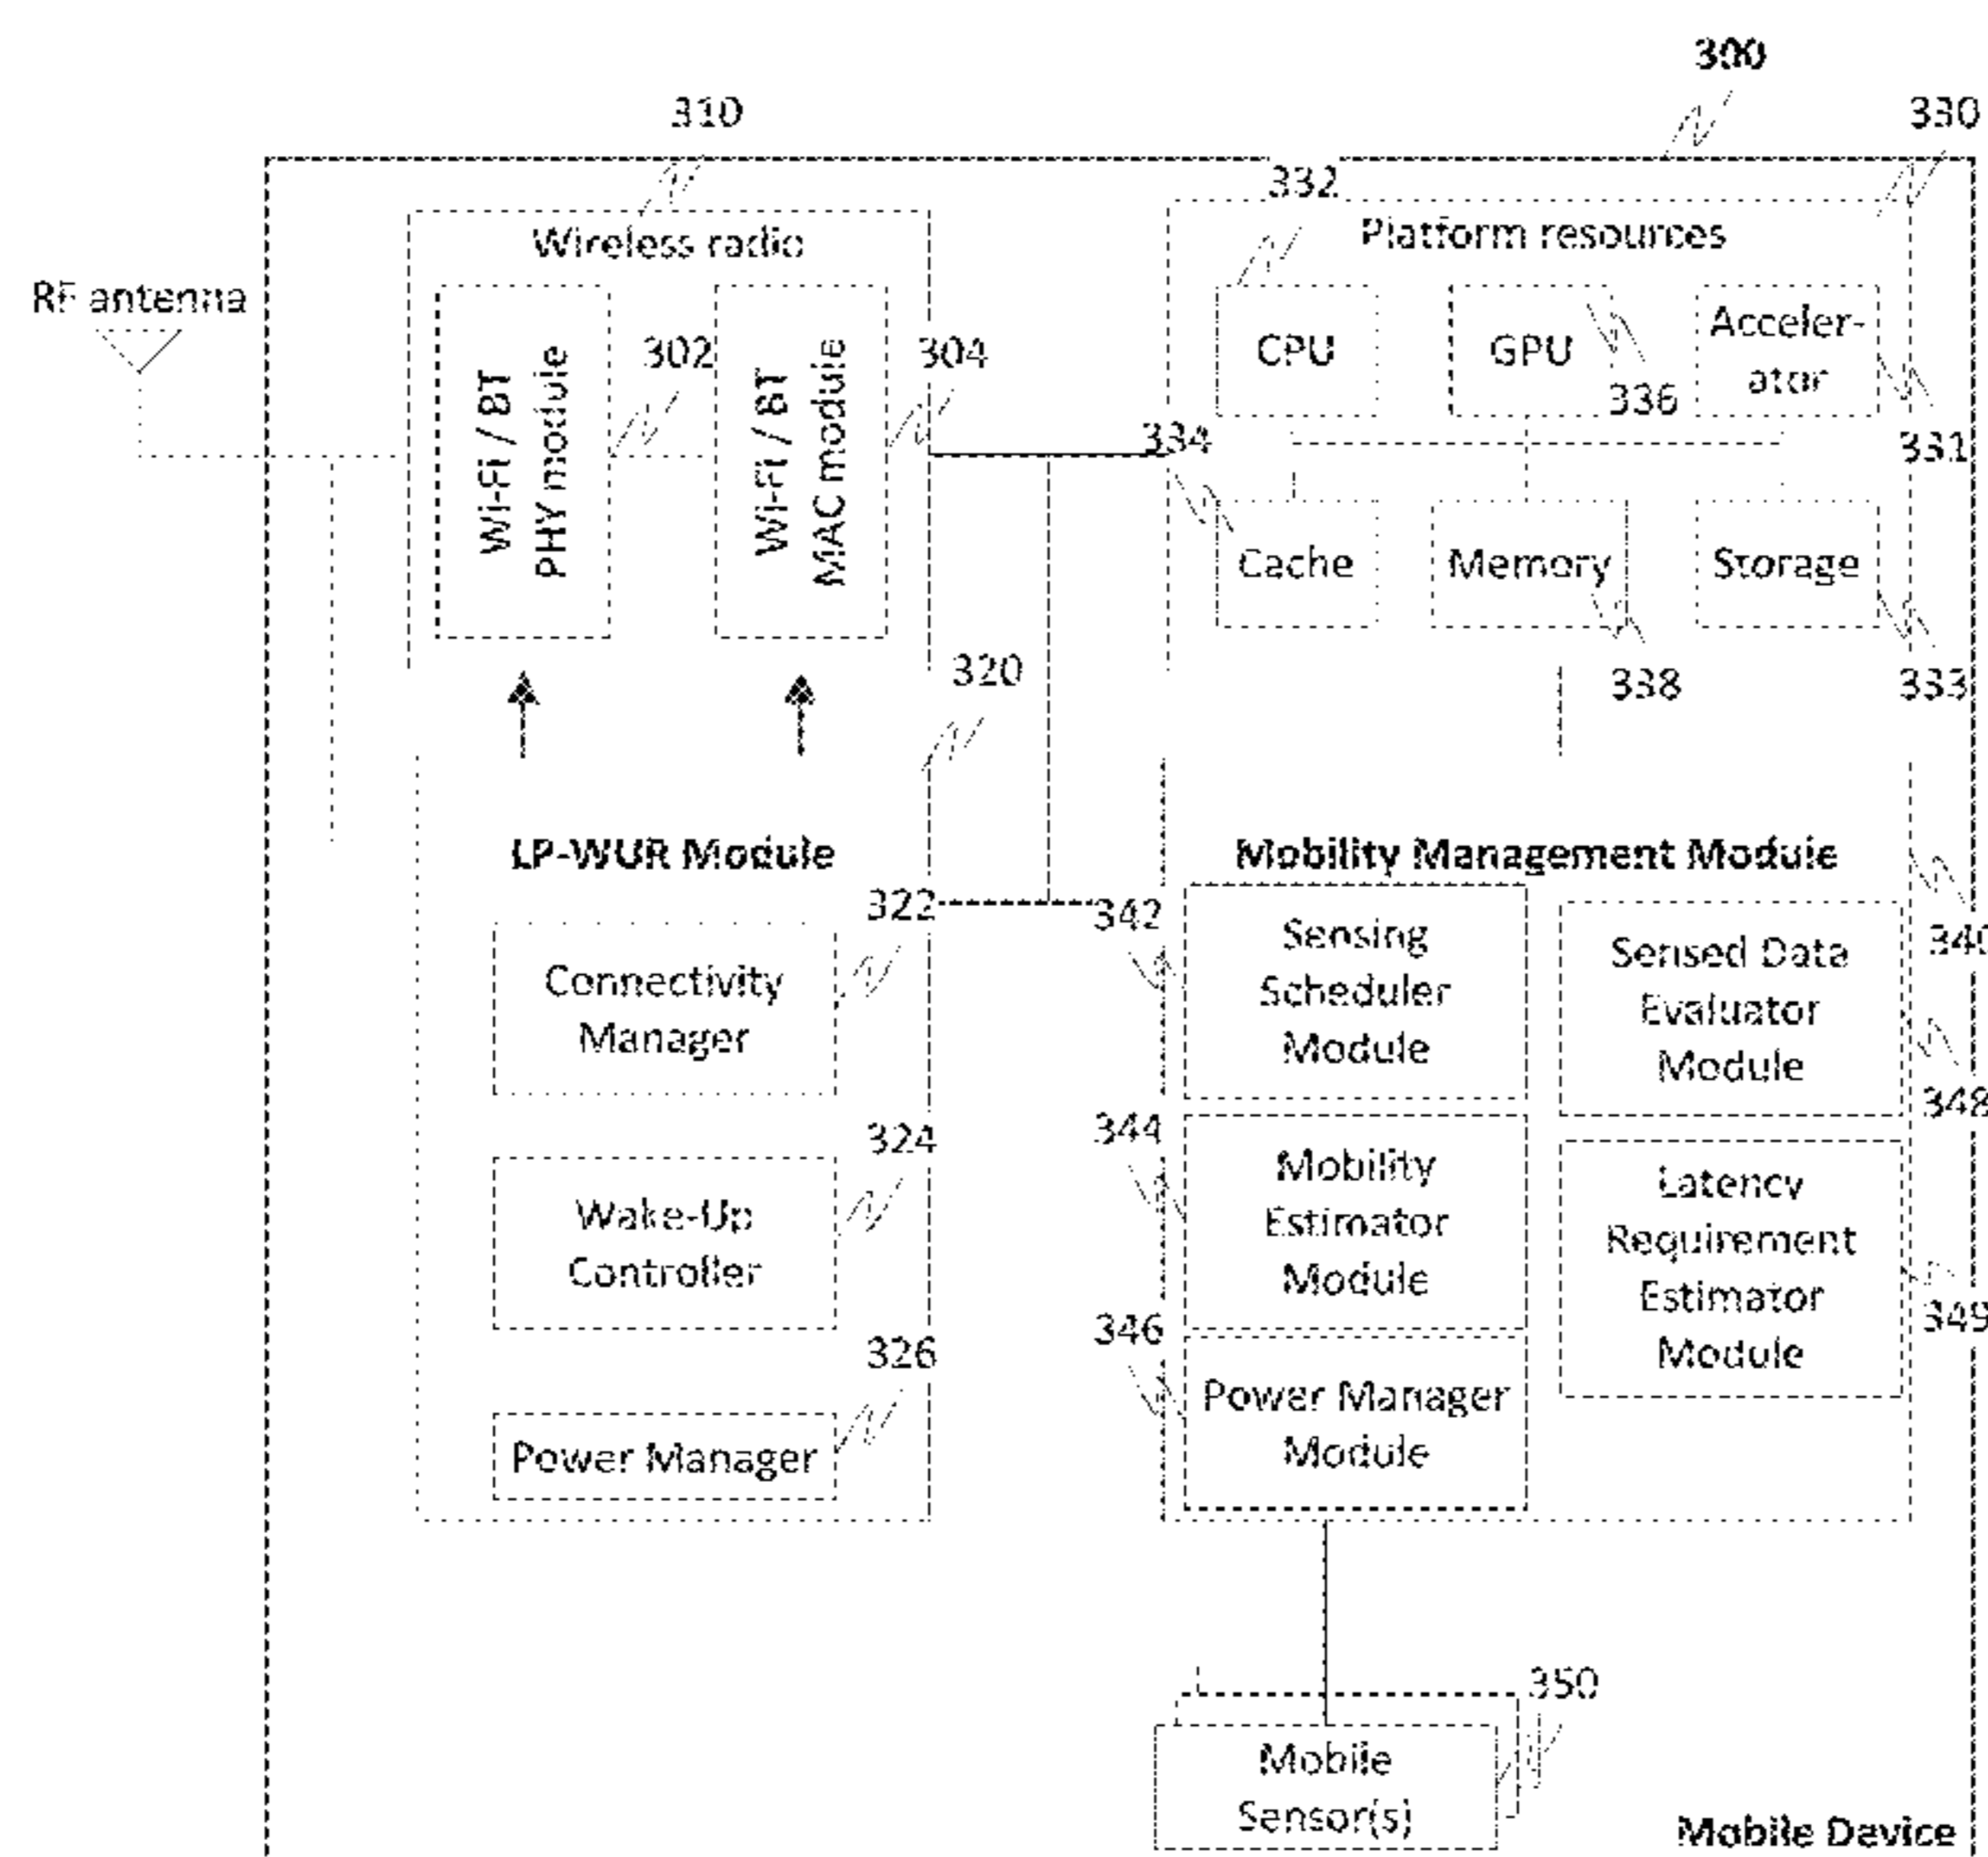 300
310
330
332
Wireless radio
Platform resources
RF antenna
Wi-Fi / BT
PHY module
302
Wi-Fi / BT
MAC module
304
CPU
GPU
Acceler-
ator
336
334
331
Cache
Memory
Storage
320
338
333
LP-WUR Module
Mobility Management Module
322
342
Connectivity
Manager
Sensing
Scheduler
Module
Sensed Data
Evaluator
Module
340
348
324
344
Wake-Up
Controller
Mobility
Estimator
Module
Latency
Requirement
Estimator
Module
349
326
346
Power Manager
Power Manager
Module
350
Mobile
Sensor(s)
Mobile Device